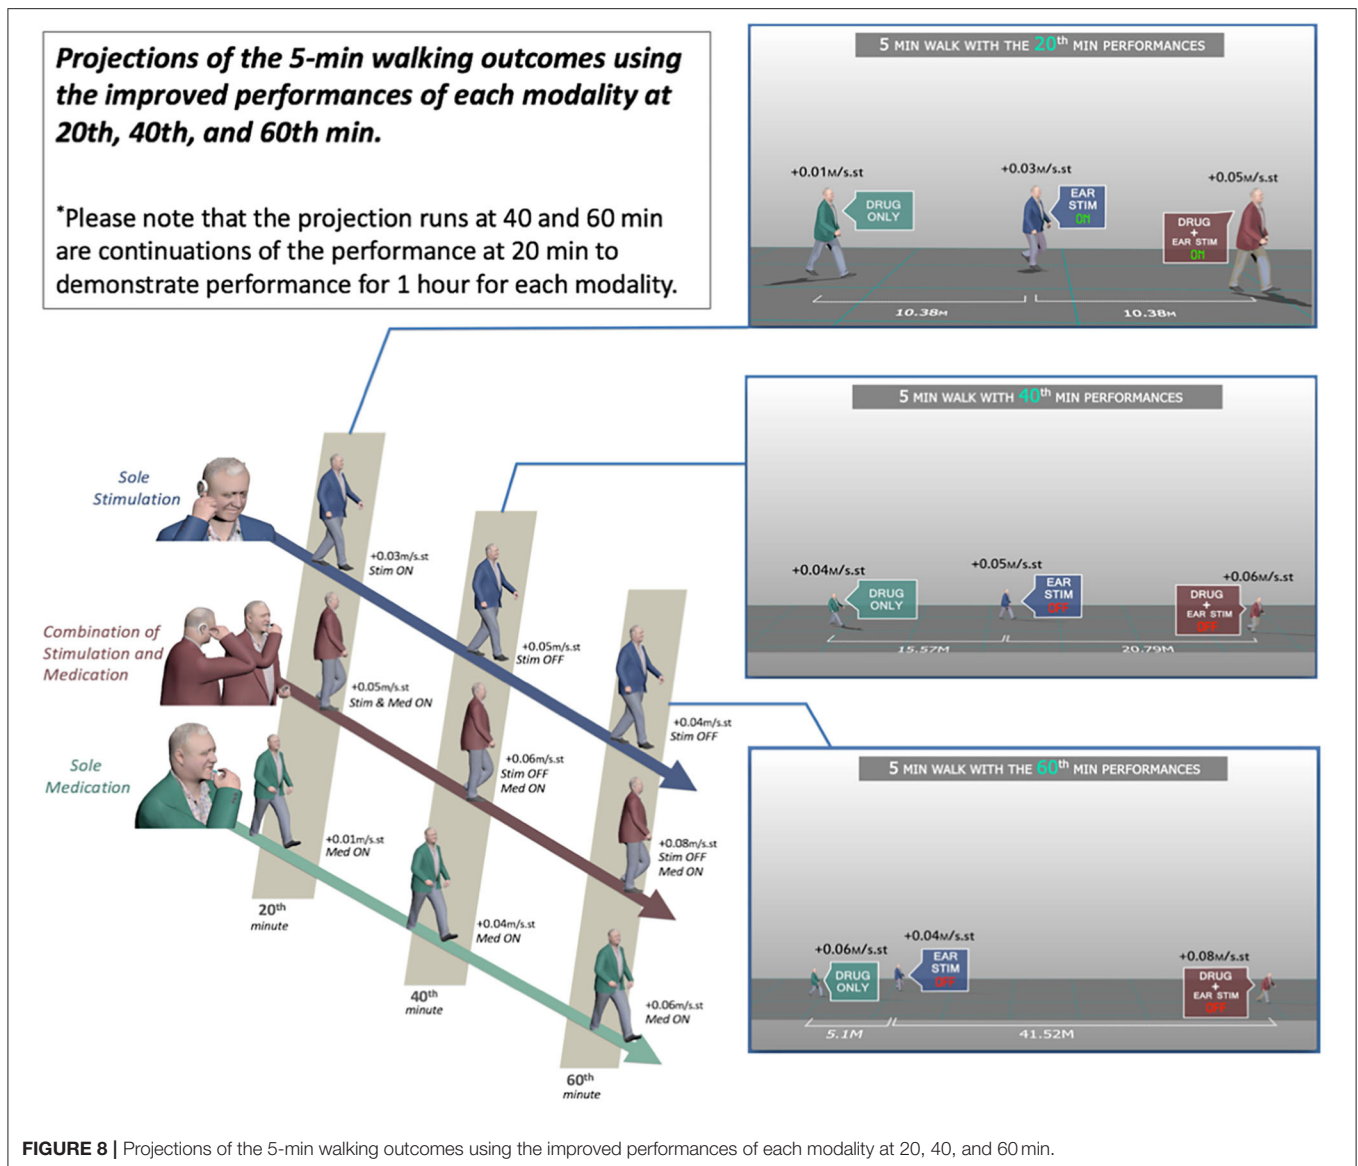 Projections of the 5-min walking outcomes using
the improved performances of each modality at
20th, 40th, and 60th min.
*Please note that the projection runs at 40 and 60 min
are continuations of the performance at 20 min to
demonstrate performance for 1 hour for each modality.
5 MIN WALK WITH THE 20th MIN PERFORMANCES
+0.01M/s.st
+0.03M/s.st
+0.05M/s.st
DRUG
ONLY
EAR
STIM
ON
DRUG
+
EAR STIM
ON
10.38M
10.38M
5 MIN WALK WITH 40th MIN PERFORMANCES
+0.04M/s.st
+0.05M/s.st
+0.06M/s.st
DRUG
ONLY
EAR
STIM
OFF
DRUG
+
EAR STIM
OFF
15.57M
20.79M
5 MIN WALK WITH THE 60th MIN PERFORMANCES
+0.06M/s.st
+0.04M/s.st
+0.08M/s.st
DRUG
ONLY
EAR
STIM
OFF
DRUG
+
EAR STIM
OFF
5.1M
41.52M
Sole
Stimulation
+0.03m/s.st
Stim ON
+0.05m/s.st
Stim OFF
+0.04m/s.st
Stim OFF
Combination of
Stimulation and
Medication
+0.05m/s.st
Stim & Med ON
+0.06m/s.st
Stim OFF
Med ON
+0.08m/s.st
Stim OFF
Med ON
Sole
Medication
+0.01m/s.st
Med ON
+0.04m/s.st
Med ON
+0.06m/s.st
Med ON
20th
minute
40th
minute
60th
minute
FIGURE 8 | Projections of the 5-min walking outcomes using the improved performances of each modality at 20, 40, and 60 min.